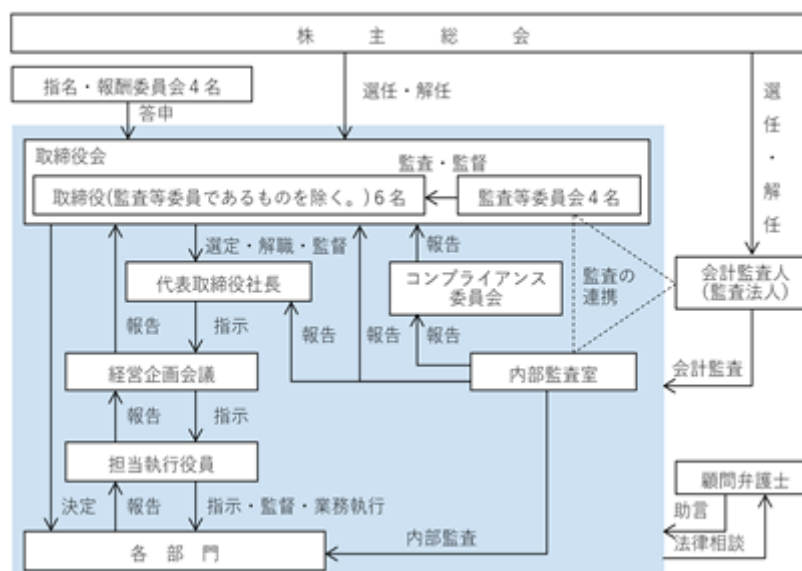 株主総会
指名・報酬委員会4名
答申
選任・解任
選任・解任
取締役会
監査・監督
取締役(監査等委員であるものを除く。)6名
監査等委員会4名
選定・解職・監督
報告
代表取締役社長
コンプライアンス
委員会
監査の
連携
会計監査人
(監査法人)
報告
指示
報告
報告
報告
経営企画会議
内部監査室
会計監査
報告
指示
担当執行役員
顧問弁護士
決定
報告
指示・監督・業務執行
助言
内部監査
法律相談
各部門